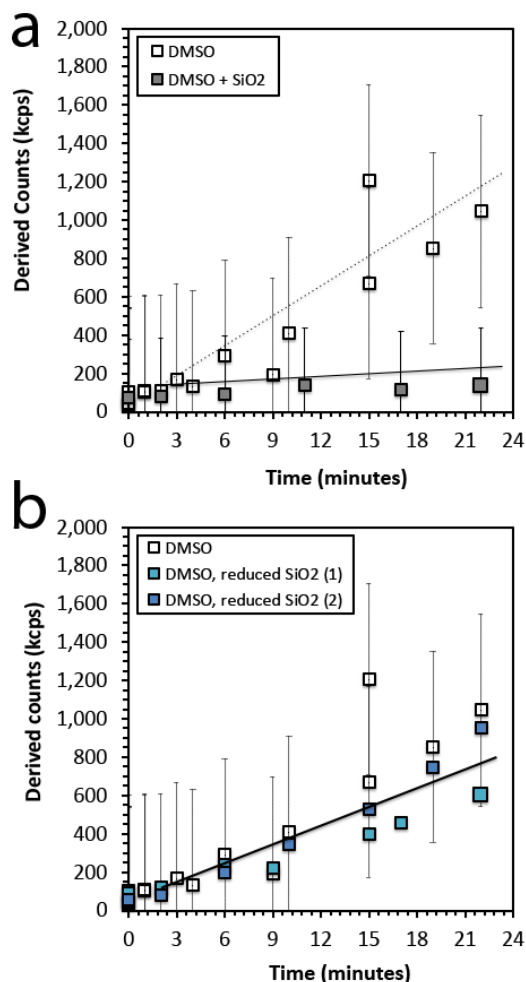 a
2,000
1,800
1,600
1,400
1,200
1,000
800
600
400
200
0
Derived Counts (kcps)
DMSO
DMSO + SiO2
0 3 6 9 12 15 18 21 24
Time (minutes)
b
2,000
1,800
1,600
1,400
1,200
1,000
800
600
400
200
0
Derived counts (kcps)
DMSO
DMSO, reduced SiO2 (1)
DMSO, reduced SiO2 (2)
0 3 6 9 12 15 18 21 24
Time (minutes)